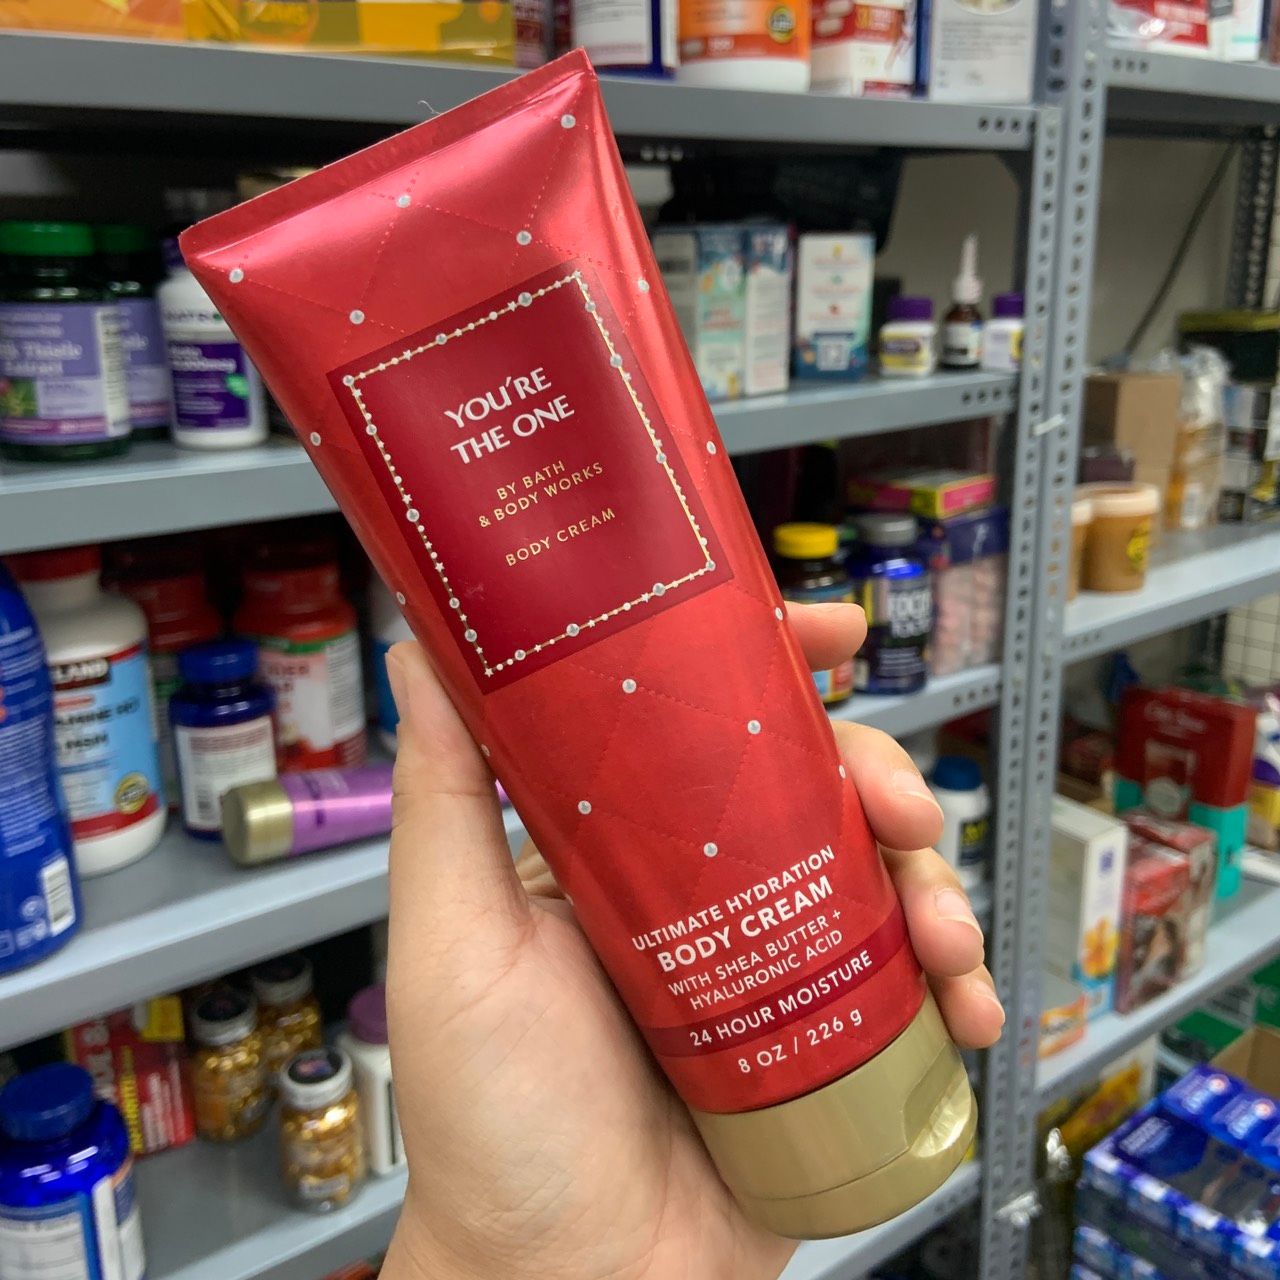 YOU'RE
THE ONE
BY BATH
& BODY WORKS
BODY CREAM
ULTIMATE HYDRATION
BODY CREAM
WITH SHEA BUTTER +
HYALURONIC ACID
24 HOUR MOISTURE
8 OZ / 226 g